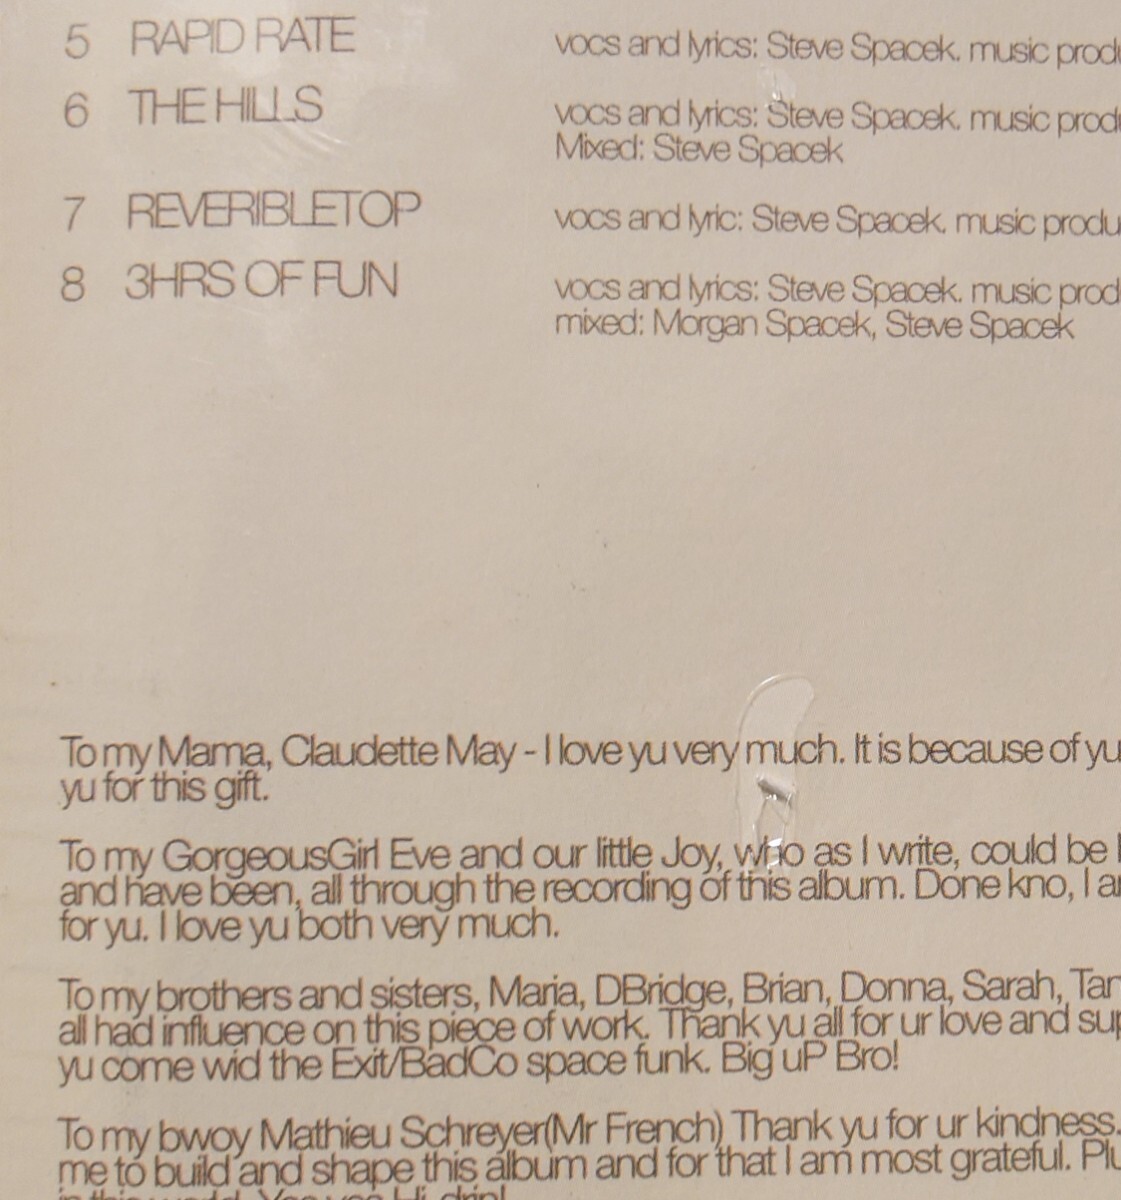 5 RAPID RATE vocs and lyrics: Steve Spacek. music
6 THE HILLS vocs and lyrics: Steve Spacek. music
Mixed: Steve Spacek
7 REVERIBLETOP vocs and lyric: Steve Spacek. music
8 3HRS OF FUN vocs and lyrics: Steve Spacek. music
mixed: Morgan Spacek, Steve Spacek
To my Mama, Claudette May - I love yu very much. It is because of yu
yu for this gift.
To my GorgeousGirl Eve and our little Joy, who as I write, could be
and have been, all through the recording of this album. Done kno, I
for yu. I love yu both very much.
To my brothers and sisters, Maria, DBridge, Brian, Donna, Sarah,
all had influence on this piece of work. Thank yu all for ur love and
yu come wid the Exit/BadCo space funk. Big uP Bro!
To my bwoy Mathieu Schreyer(Mr French) Thank yu for ur kindness.
me to build and shape this album and for that I am most grateful.